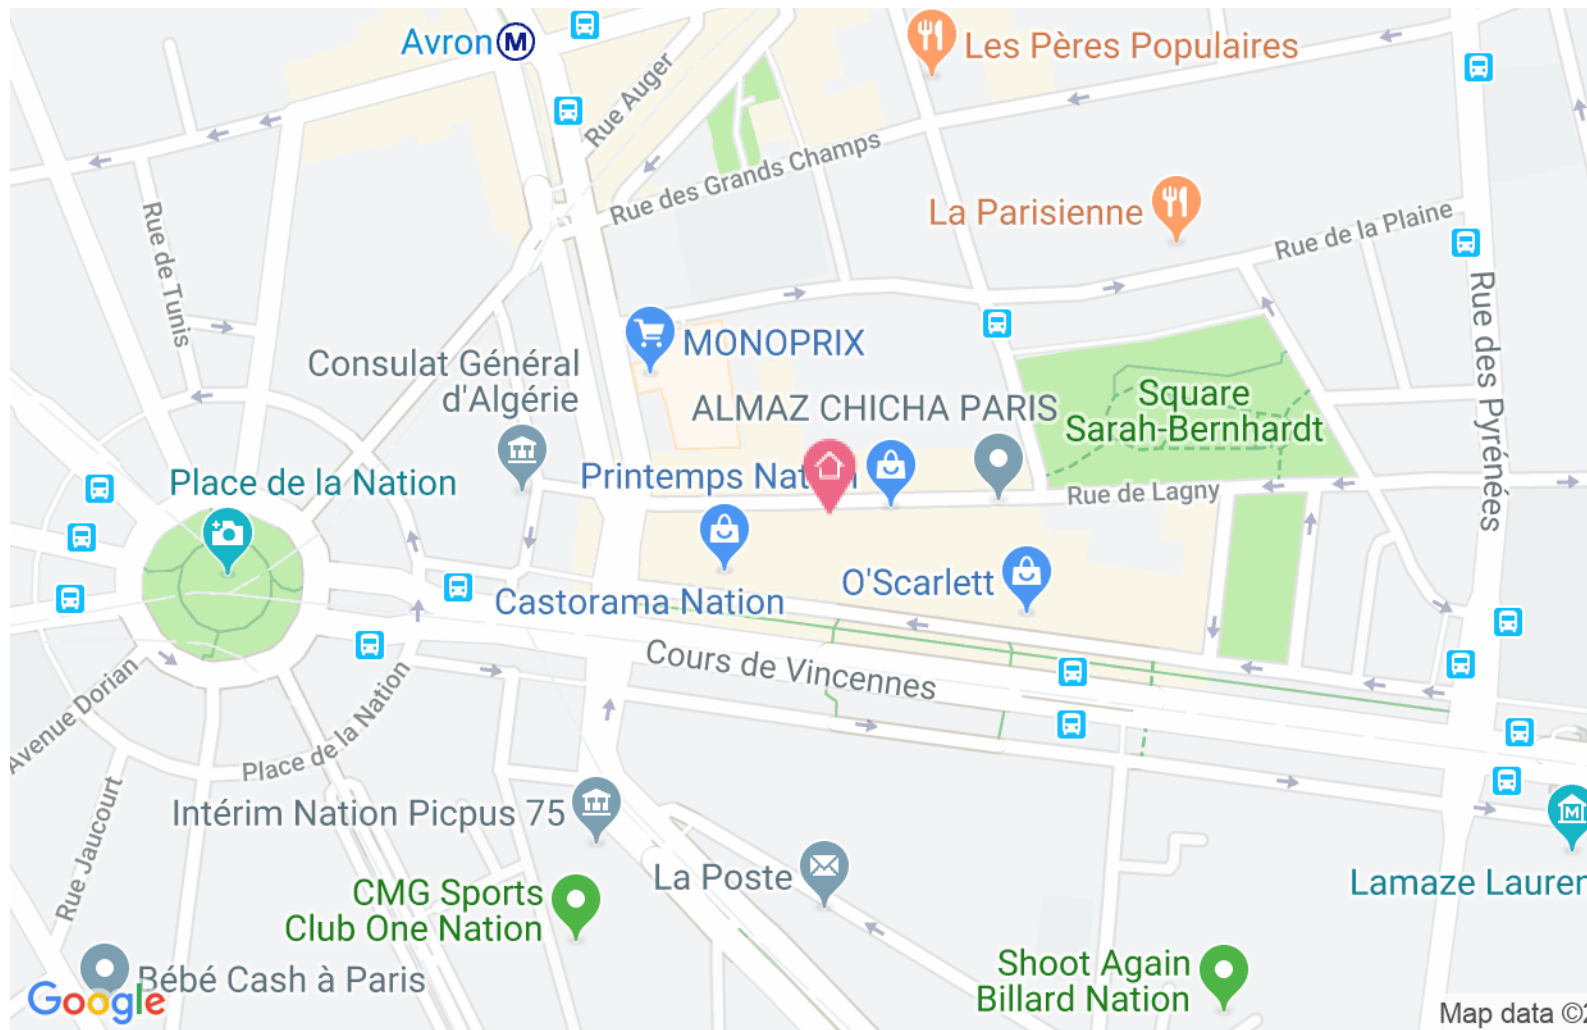 Avron
M
Les Pères Populaires
Rue Auger
Rue des Grands Champs
La Parisienne
Rue de la Plaine
Rue de Tunis
MONOPRIX
Rue des Pyrénées
Consulat Général
d'Algérie
ALMAZ CHICHA PARIS
Square
Sarah-Bernhardt
Place de la Nation
Printemps Nation
Rue de Lagny
Castorama Nation
O'Scarlett
Cours de Vincennes
Avenue Dorian
Place de la Nation
Rue Jaucourt
Intérim Nation Picpus 75
M
La Poste
Lamaze Lauren
CMG Sports
Club One Nation
Shoot Again
Billard Nation
Bébé Cash à Paris
Google
Map data ©2